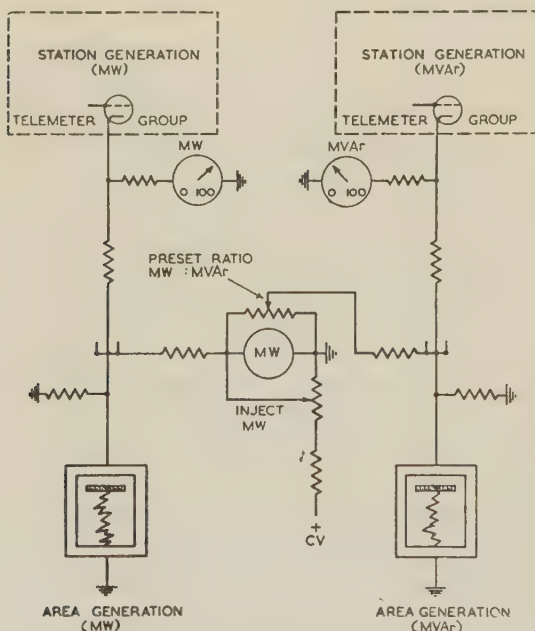 STATION GENERATION
(MW)
TELEMETER GROUP
STATION GENERATION
(MVAr)
TELEMETER GROUP
MW
0 100
MVAr
0 100
PRESET RATIO
MW : MVAr
MW
INJECT
MW
+
CV
AREA GENERATION
(MW)
AREA GENERATION
(MVAr)